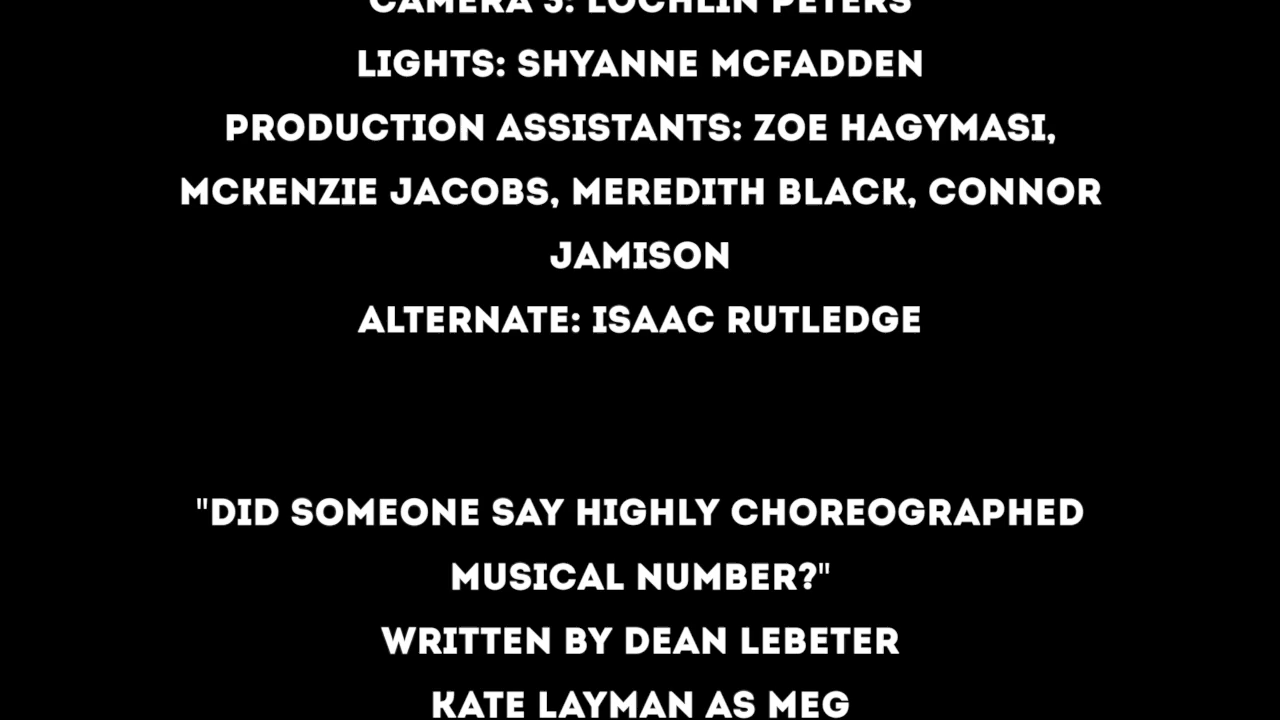 CAMERA 3: LOCHLIN PETERS
LIGHTS: SHYANNE MCFADDEN
PRODUCTION ASSISTANTS: ZOE HAGYMASI,
MCKENZIE JACOBS, MEREDITH BLACK, CONNOR
JAMISON
ALTERNATE: ISAAC RUTLEDGE
"DID SOMEONE SAY HIGHLY CHOREOGRAPHED
MUSICAL NUMBER?"
WRITTEN BY DEAN LEBETER
KATE LAYMAN AS MEG